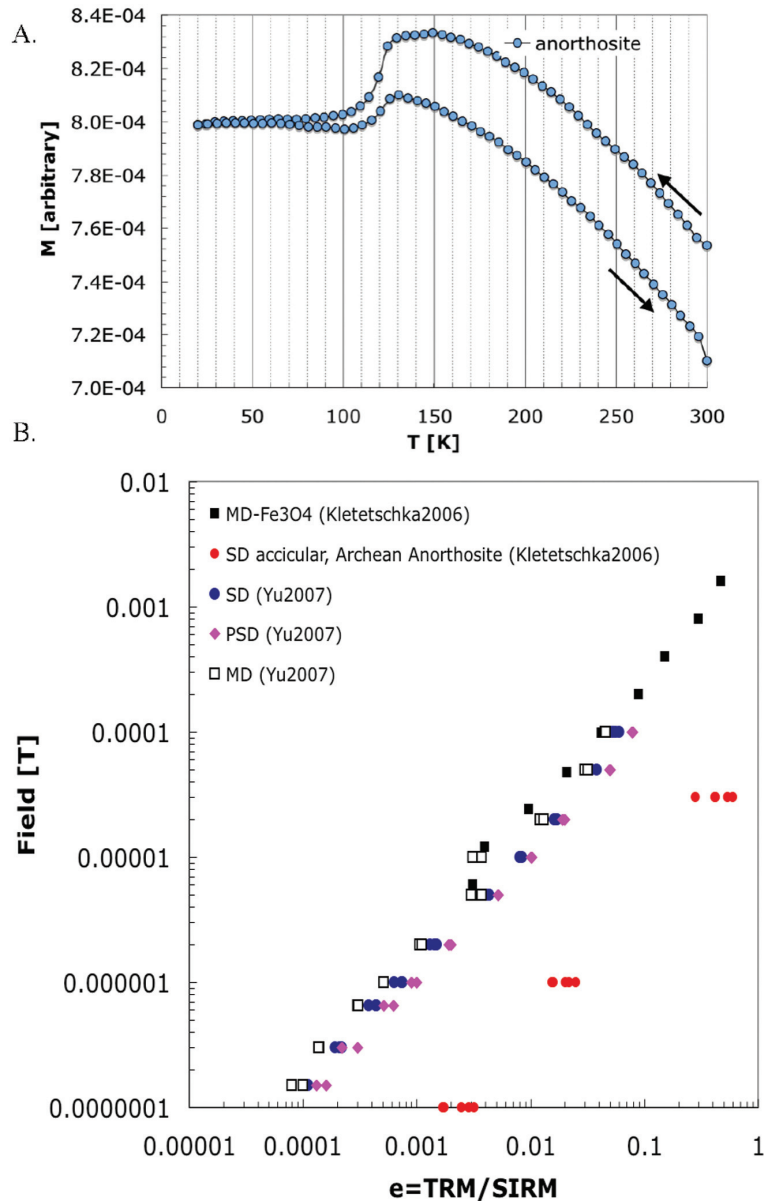 A.
8.4E-04
8.2E-04
8.0E-04
7.8E-04
7.6E-04
7.4E-04
7.2E-04
7.0E-04
M [arbitrary]
anorthosite
0 50 100 150 200 250 300
T [K]
B.
0.01
0.001
0.0001
0.00001
0.000001
0.0000001
Field [T]
MD-Fe3O4 (Kletetschka2006)
SD accicular, Archean Anorthosite (Kletetschka2006)
SD (Yu2007)
PSD (Yu2007)
MD (Yu2007)
0.00001 0.0001 0.001 0.01 0.1 1
e=TRM/SIRM